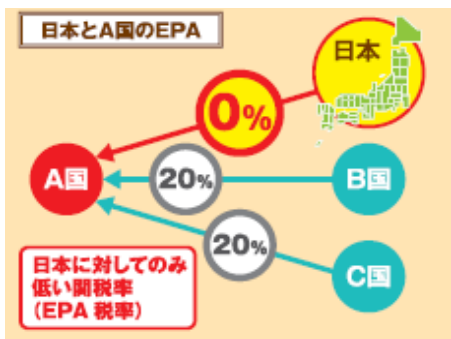 日本とA国のEPA
日本
0%
A国
20%
B国
20%
C国
日本に対してのみ
低い関税率
(EPA 税率)